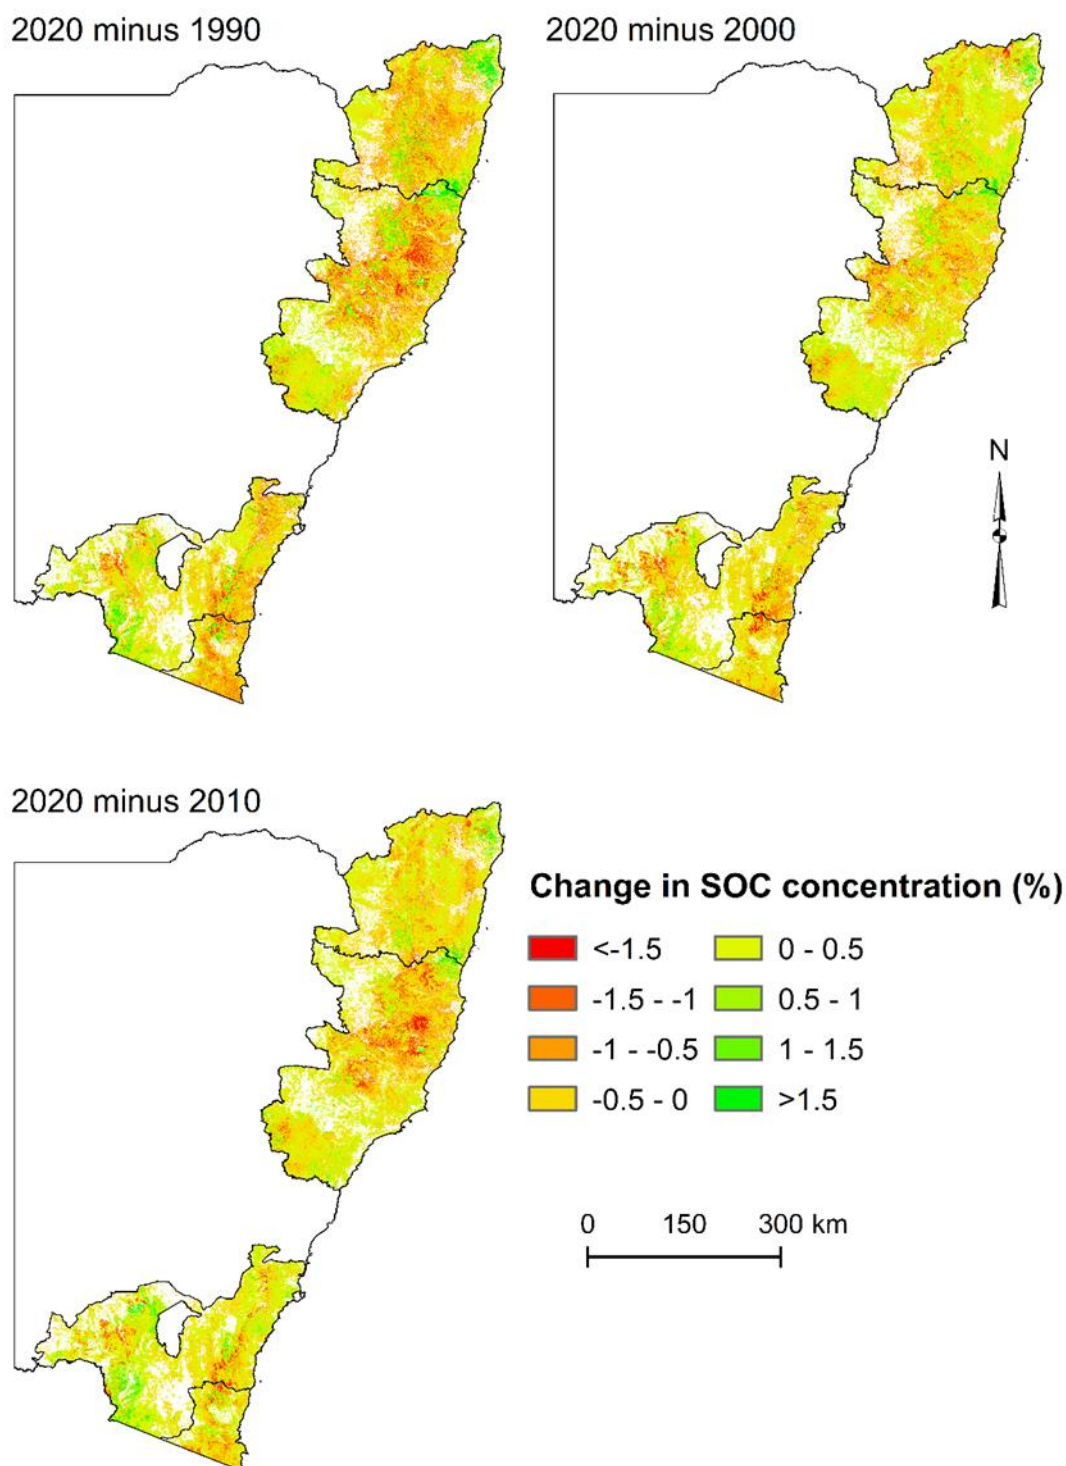 2020 minus 1990
2020 minus 2000
N
2020 minus 2010
Change in SOC concentration (%)
<-1.5
0 - 0.5
-1.5 - -1
0.5 - 1
-1 - -0.5
1 - 1.5
-0.5 - 0
>1.5
0 150 300 km